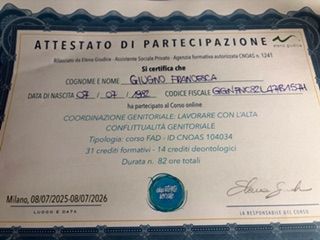 ATTESTATO DI PARTECIPAZIONE
elena giudice
Rilasciato da Elena Giudice - Assistente Sociale Privato - Agenzia formativa autorizzata CNOAS n. 1241
Si certifica che
COGNOME E NOME GIUGNO FRANCESCA
DATA DI NASCITA 07 / 07 / 1982 CODICE FISCALE
ha partecipato al Corso online
COORDINAZIONE GENITORIALE: LAVORARE CON L'ALTA
CONFLITTUALITÀ GENITORIALE
Tipologia: corso FAD - ID CNOAS 104034
31 crediti formativi - 14 crediti deontologici
Durata n. 82 ore totali
Milano, 08/07/2025-08/07/2026
LUOGO E DATA
LA RESPONSABILE DEL CORSO